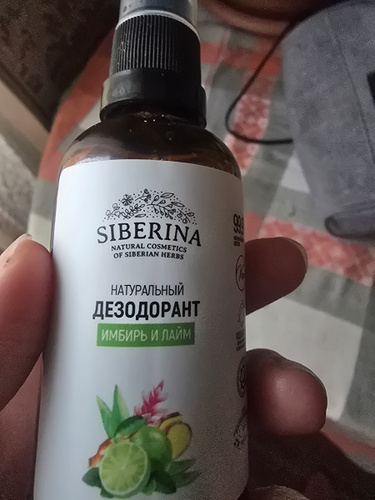 SIBERINA
NATURAL COSMETICS
OF SIBERIAN HERBS
НАТУРАЛЬНЫЙ
ДЕЗОДОРАНТ
ИМБИРЬ И ЛАЙМ